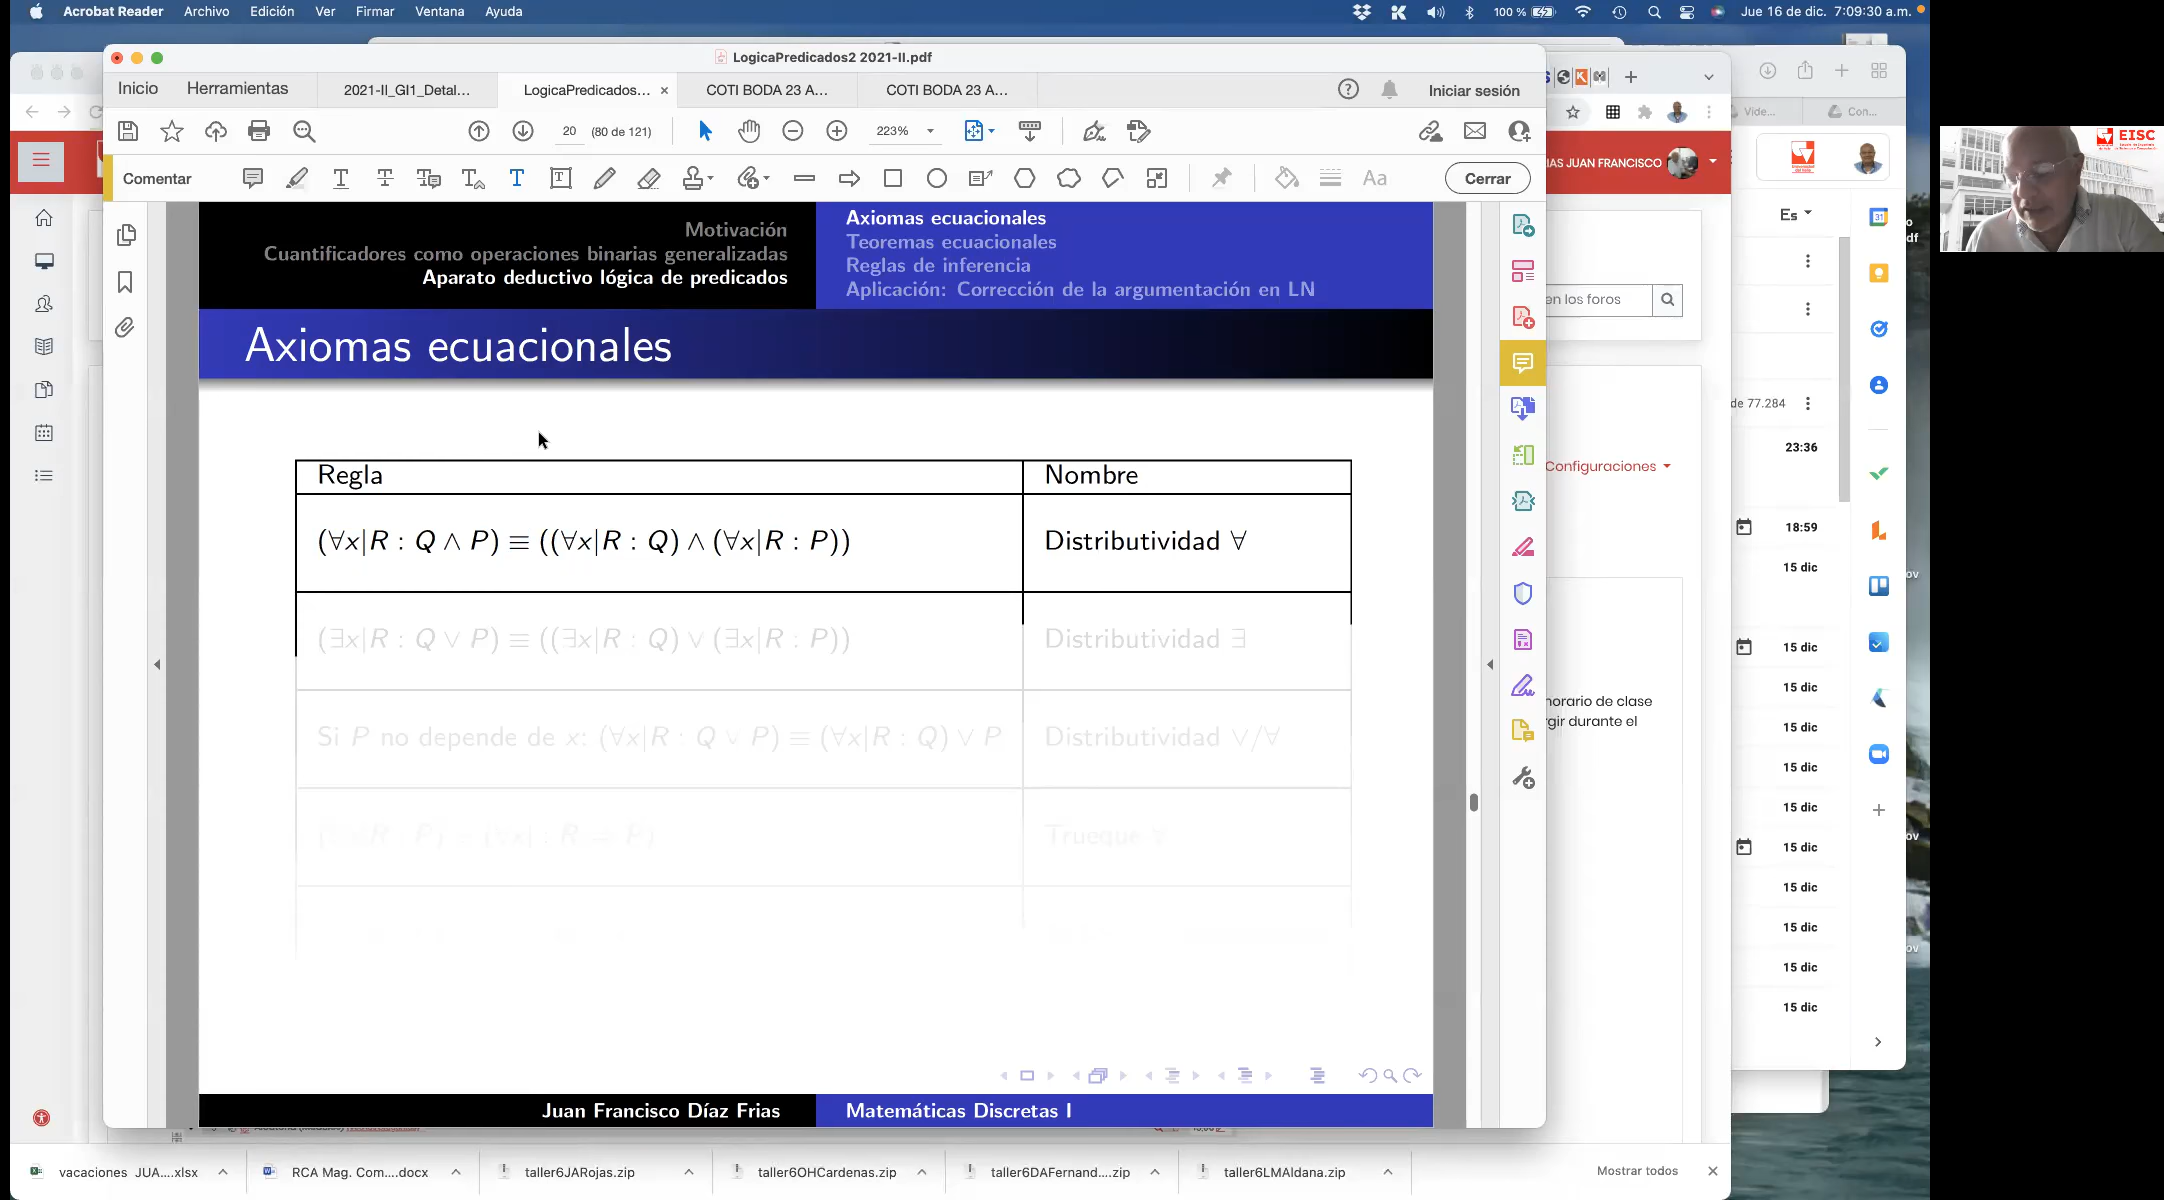 Acrobat Reader Archivo Edición Ver Firmar Ventana Ayuda
100 % Jue 16 de dic. 7:09:30 a.m.
LogicaPredicados2 2021-II.pdf
Inicio Herramientas 2021-II_GI1_Detal... LogicaPredicados... × COTI BODA 23 A... COTI BODA 23 A... Iniciar sesión
20 (80 de 121) 223%
Comentar Aa Cerrar
Motivación
Cuantificadores como operaciones binarias generalizadas
Aparato deductivo lógica de predicados
Axiomas ecuacionales
Teoremas ecuacionales
Reglas de inferencia
Aplicación: Corrección de la argumentación en LN
Axiomas ecuacionales
Regla Nombre
(∀x|R : Q ∧ P) ≡ ((∀x|R : Q) ∧ (∀x|R : P)) Distributividad ∀
(∃x|R : Q ∨ P) ≡ ((∃x|R : Q) ∨ (∃x|R : P)) Distributividad ∃
Si P no depende de x: (∀x|R : Q ∨ P) ≡ (∀x|R : Q) ∨ P Distributividad ∨/∀
(∀x|R : P) ≡ (∀x| : R ⇒ P) Trueque ∀
Juan Francisco Díaz Frias Matemáticas Discretas I
IAS JUAN FRANCISCO
en los foros
Configuraciones
horario de clase
rgir durante el
Vide... Con...
Es
de 77.284
23:36
18:59
15 dic
15 dic
15 dic
15 dic
15 dic
15 dic
15 dic
15 dic
15 dic
15 dic
15 dic
31
EISC
vacaciones JUA....xlsx RCA Mag. Com....docx taller6JARojas.zip taller6OHCardenas.zip taller6DAFernand....zip taller6LMAldana.zip Mostrar todos